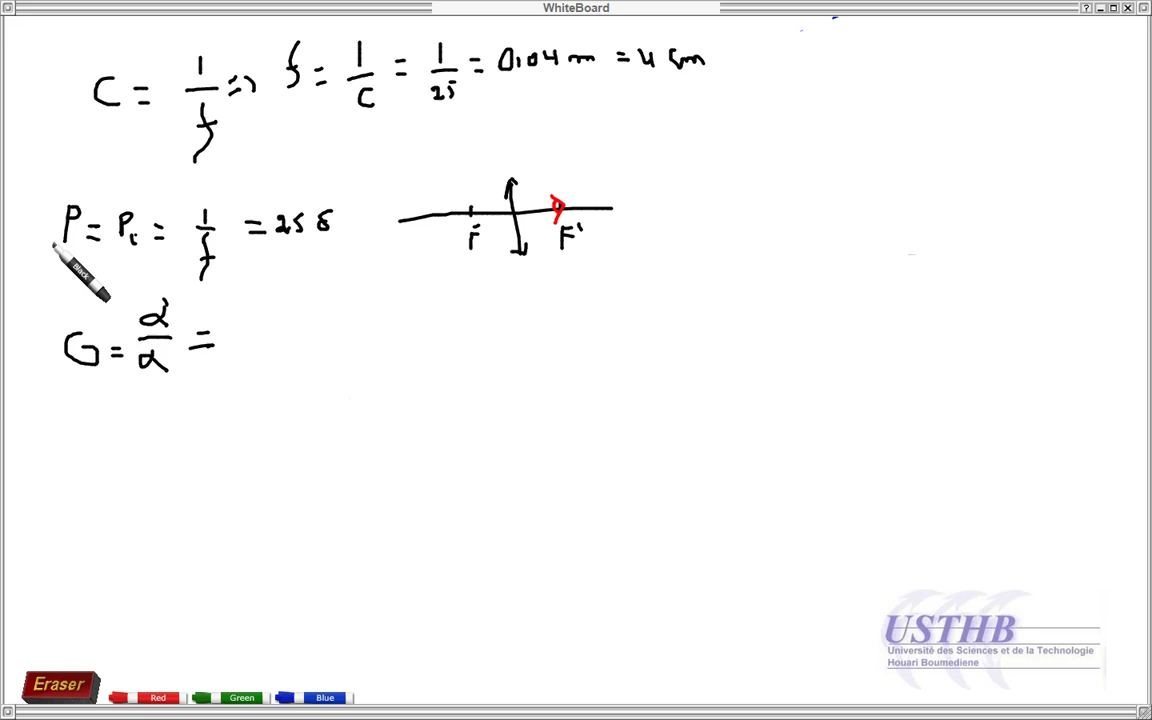 WhiteBoard
C = 1/f => f = 1/C = 1/25 = 0,04 m = 4 cm
P = Pi = 1/f = 25 δ
F F'
G = α'/α =
Black
USTHB
Université des Sciences et de la Technologie
Houari Boumediene
Eraser Red Green Blue